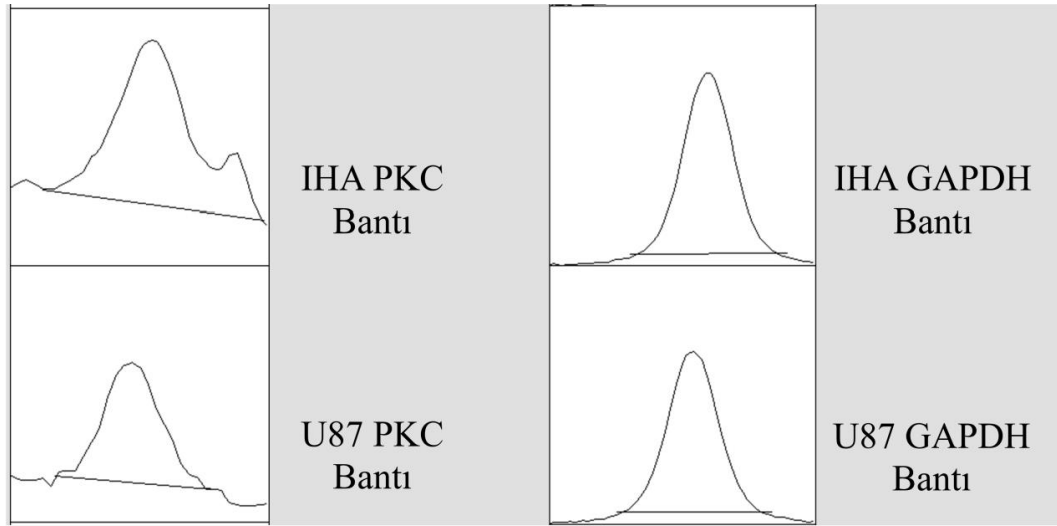 IHA PKC
Bantı
IHA GAPDH
Bantı
U87 PKC
Bantı
U87 GAPDH
Bantı